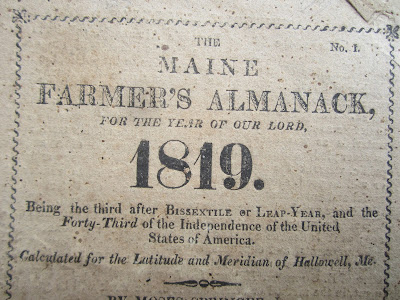 THE
No. I.
MAINE
FARMER'S ALMANACK,
FOR THE YEAR OF OUR LORD,
1819.
Being the third after BISSEXTILE or LEAP-YEAR, and the
Forty-Third of the Independence of the United
States of America.
Calculated for the Latitude and Meridian of Hallowell, Me.
BY MOSES